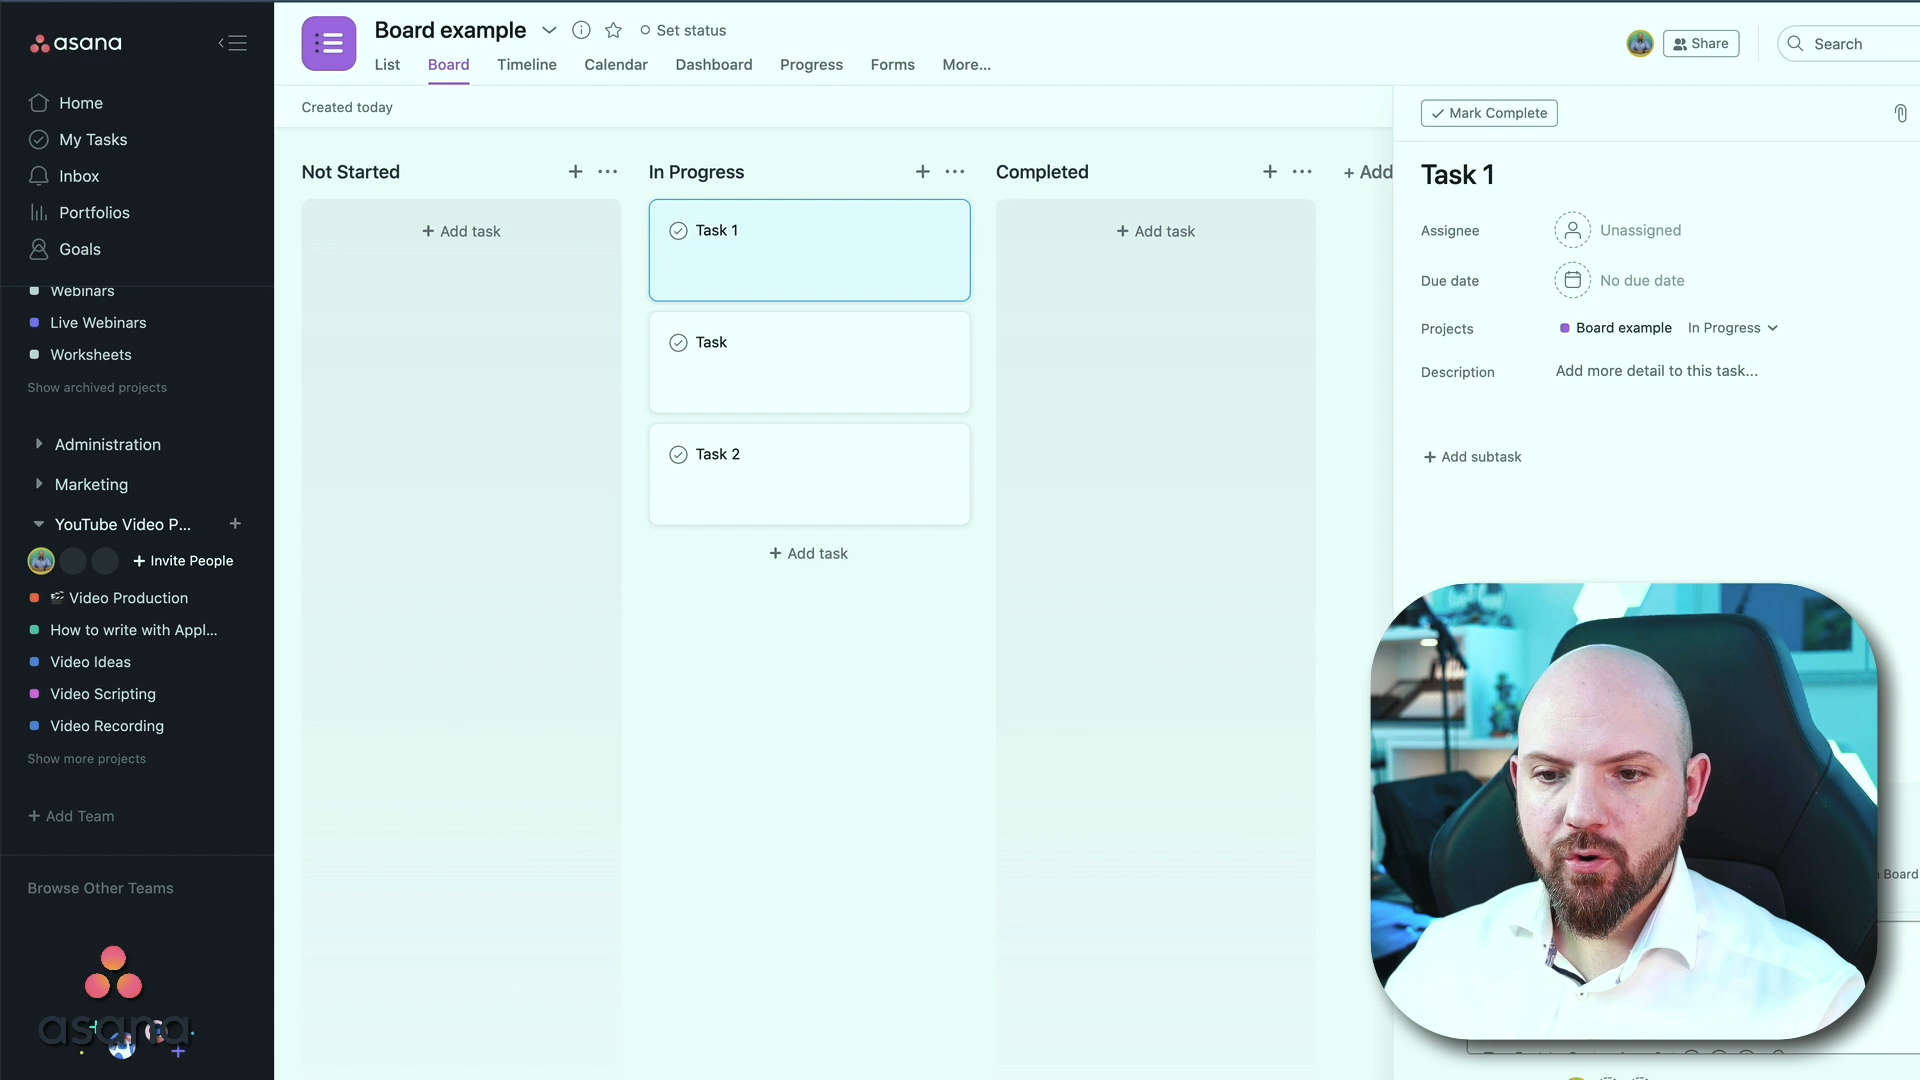 asana
Home
My Tasks
Inbox
Portfolios
Goals
Webinars
Live Webinars
Worksheets
Show archived projects
Administration
Marketing
YouTube Video P...
+ Invite People
Video Production
How to write with Appl...
Video Ideas
Video Scripting
Video Recording
Show more projects
+ Add Team
Browse Other Teams
asana
Board example
Set status
List Board Timeline Calendar Dashboard Progress Forms More...
Share
Search
Created today
Not Started
+ Add task
In Progress
Task 1
Task
Task 2
+ Add task
Completed
+ Add task
+ Add
Mark Complete
Task 1
Assignee Unassigned
Due date No due date
Projects Board example In Progress
Description Add more detail to this task...
+ Add subtask
Board